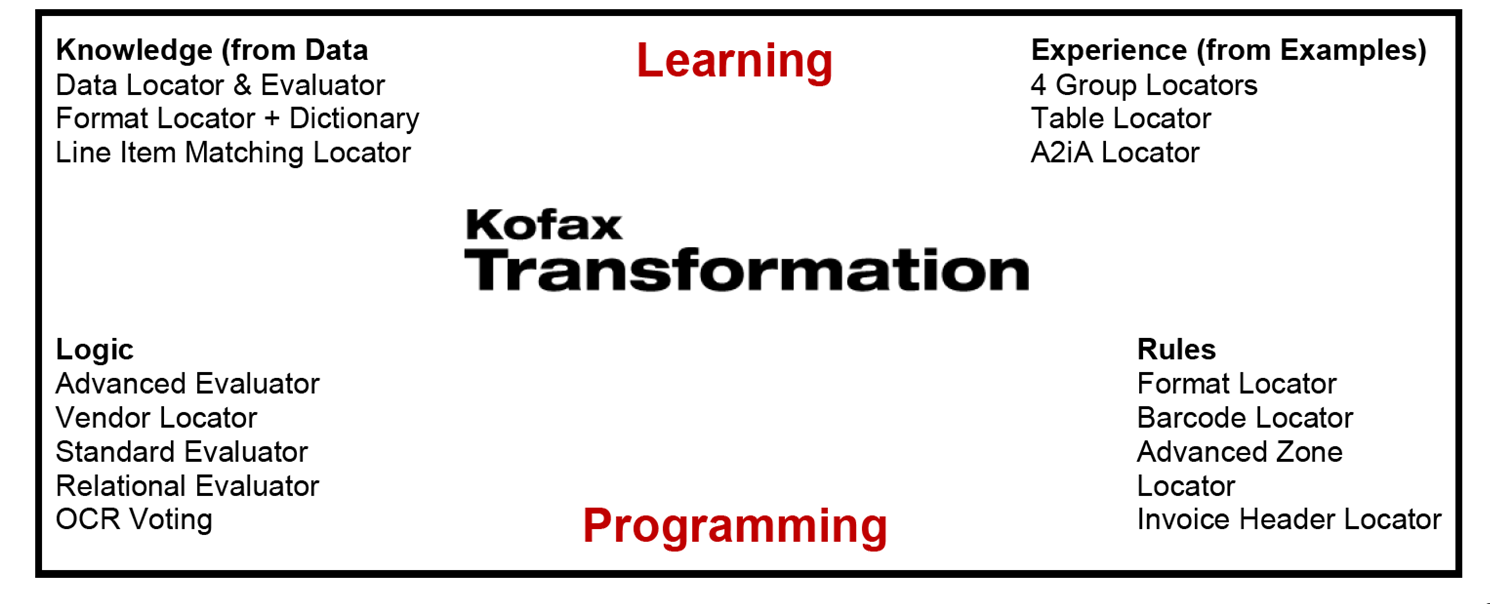 Knowledge (from Data
Data Locator & Evaluator
Format Locator + Dictionary
Line Item Matching Locator
Learning
Experience (from Examples)
4 Group Locators
Table Locator
A2iA Locator
Kofax
Transformation
Logic
Advanced Evaluator
Vendor Locator
Standard Evaluator
Relational Evaluator
OCR Voting
Programming
Rules
Format Locator
Barcode Locator
Advanced Zone
Locator
Invoice Header Locator